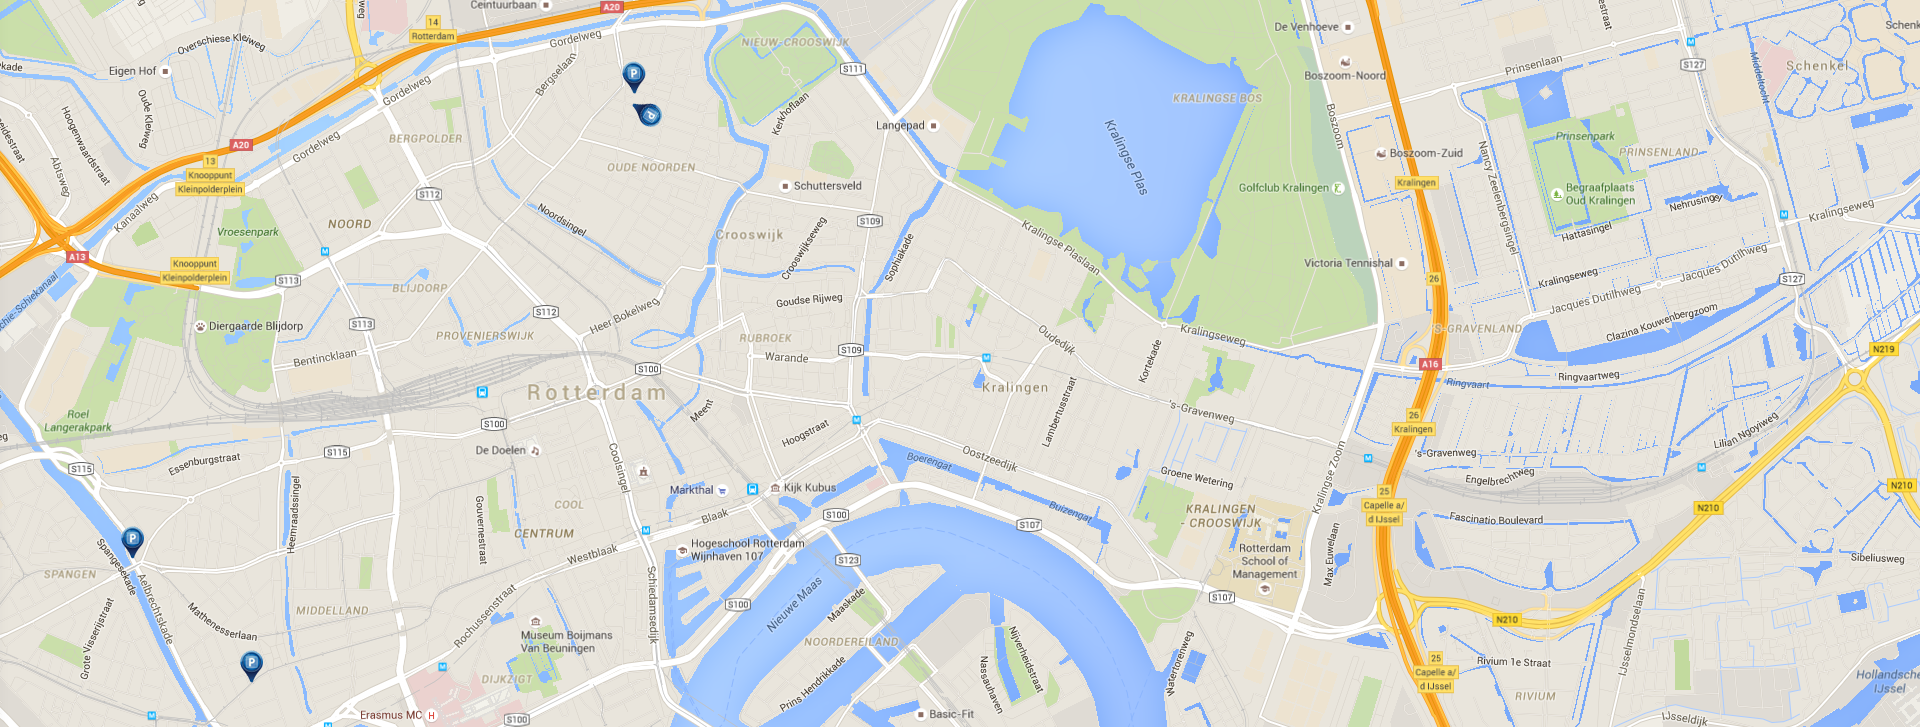 Ceintuurbaan
A20
14
Rotterdam
Gordelweg
NIEUW-CROOSWIJK
De Venhoeve
Overschiese Kleiweg
kade
Eigen Hof
Oude Kleiweg
Bergselaan
P
S111
Boszoom-Noord
Prinsenlaan
S127
Middeltocht
Schenkel
Schenk
Gordelweg
KRALINGSE BOS
Kerkhoflaan
Langepad
Kralingse Plas
Boszoom
Hoogenwaardstraat
BERGPOLDER
A20
Gordelweg
P
Prinsenpark
PRINSENLAND
Boszoom-Zuid
Nancy Zeelenbergsingel
13
Knooppunt
Kleinpolderplein
Abtsweg
OUDE NOORDEN
Schuttersveld
Golfclub Kralingen
Kralingen
Begraafplaats
Oud Kralingen
Nehrusingel
Kralingseweg
S112
Kanaalweg
NOORD
Vroesenpark
Noordsingel
Crooswijk
S109
Crooswijkseweg
Sophiakade
Kralingse Plaslaan
Hattasingel
A13
Knooppunt
Kleinpolderplein
S113
BLIJDORP
Victoria Tennishal
26
Kralingseweg
Jacques Dutilhweg
S127
Jacques Dutilhweg
Goudse Rijweg
S112
Heer Bokelweg
Diergaarde Blijdorp
S113
PROVENIERSWIJK
RUBROEK
Oudedijk
Kralingseweg
'S-GRAVENLAND
Clazina Kouwenbergzoom
N219
Bentincklaan
Warande
S109
Kortekade
A16
S100
Rotterdam
Kralingen
Ringvaart
Ringvaartweg
Meent
Lambertusstraat
's-Gravenweg
26
Kralingen
Roel
Langerakpark
S100
Hoogstraat
Lilian Ngoyiweg
De Doelen
Coolsingel
S115
Essenburgstraat
S115
Boerengat
Oostzeedijk
Groene Wetering
Kralingse Zoom
's-Gravenweg
Engelbrechtweg
Markthal
Kijk Kubus
25
Capelle a/
d IJssel
N210
N210
Heemraadssingel
Gouvernestraat
COOL
CENTRUM
Blaak
S100
Buizengat
S107
KRALINGEN
CROOSWIJK
Fascinatio Boulevard
P
Spangesekade
SPANGEN
Westblaak
Hogeschool Rotterdam
Wijnhaven 107
S123
Rotterdam
School of
Management
Max Euwelaan
Sibeliusweg
Aelbrechtskade
Schiedamsedijk
Nieuwe Maas
Maaskade
S107
MIDDELLAND
Mathenesserlaan
Rochussenstraat
S100
Grote Visserijstraat
Museum Boijmans
Van Beuningen
NOORDEREILAND
Nijverheidstraat
Watertorenweg
N210
IJsselmondselaan
P
DIJKZIGT
Prins Hendrikkade
Nassauhaven
25
Capelle a/
d IJssel
Rivium 1e Straat
RIVIUM
Hollandsche
IJssel
Erasmus MC
S100
Basic-Fit
IJsseldijk